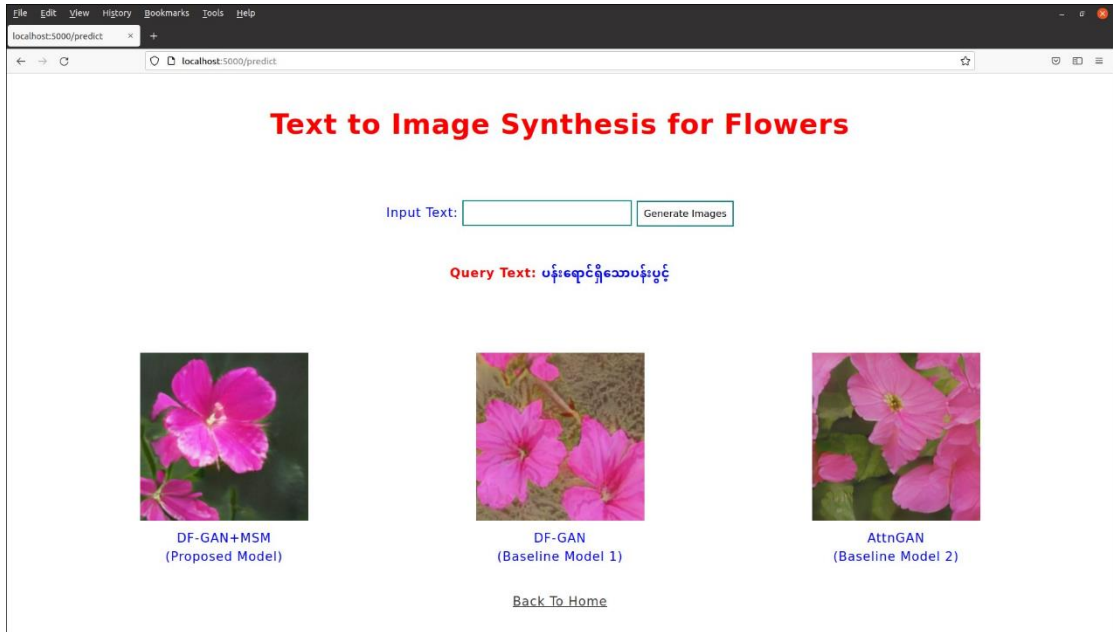 File Edit View History Bookmarks Tools Help
localhost:5000/predict × +
localhost:5000/predict
Text to Image Synthesis for Flowers
Input Text: Generate Images
Query Text: ပန်းရောင်ရှိသောပန်းပွင့်
DF-GAN+MSM DF-GAN AttnGAN
(Proposed Model) (Baseline Model 1) (Baseline Model 2)
Back To Home